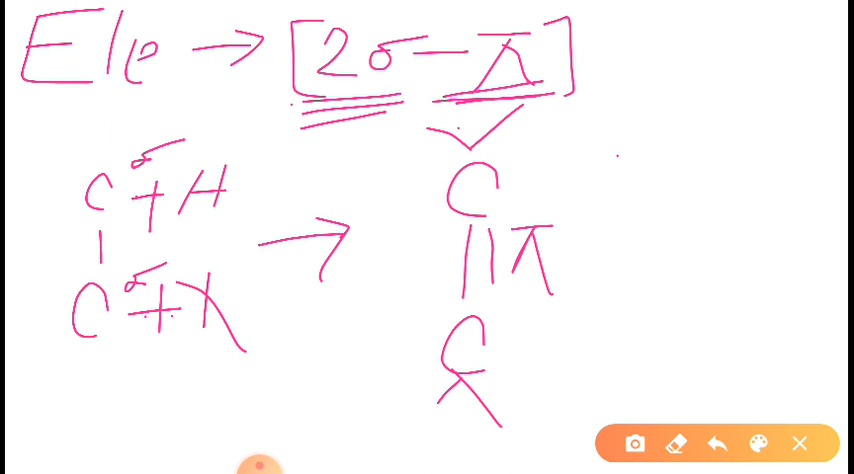 Ele → [2σ - π]
C σ + H → C
|| π
C σ + X
C